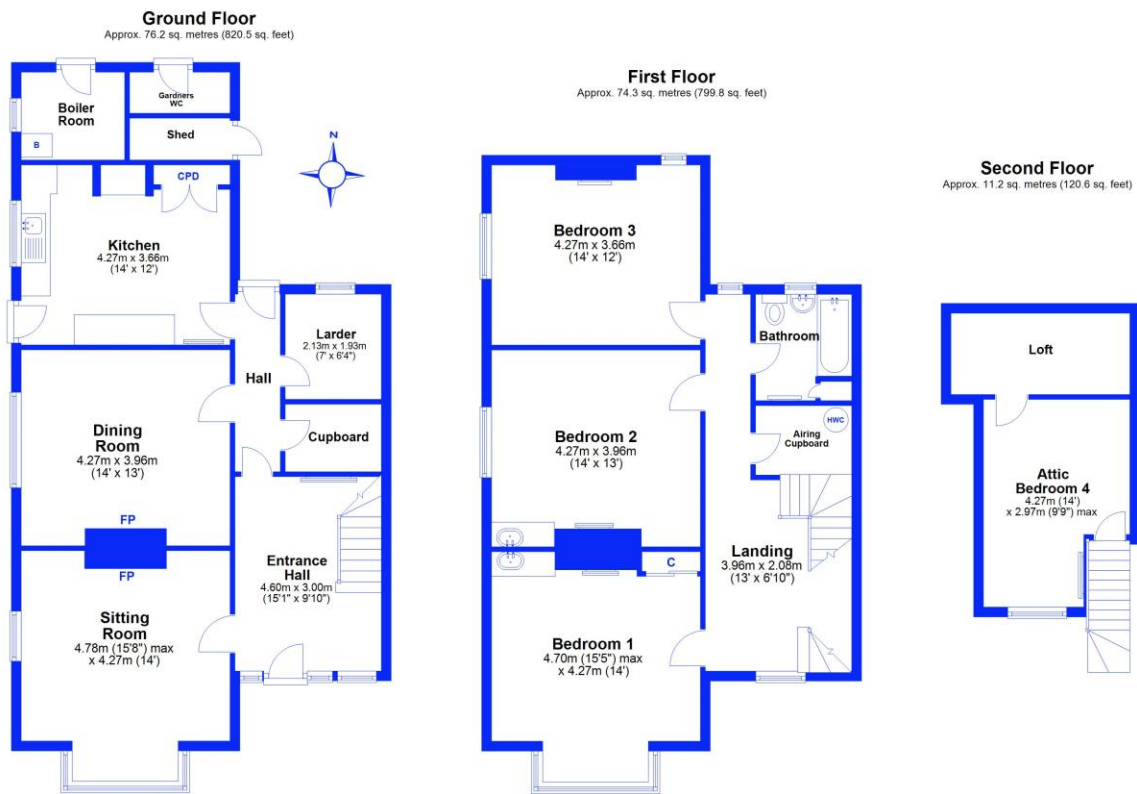 Ground Floor
Approx. 76.2 sq. metres (820.5 sq. feet)
Boiler
Room
B
Gardners
WC
Shed
N
CPD
Kitchen
4.27m x 3.66m
(14' x 12')
Larder
2.13m x 1.93m
(7' x 6'4")
Hall
Cupboard
Dining
Room
4.27m x 3.96m
(14' x 13')
FP
FP
Entrance
Hall
4.60m x 3.00m
(15'1" x 9'10")
Sitting
Room
4.78m (15'8") max
x 4.27m (14')
First Floor
Approx. 74.3 sq. metres (799.8 sq. feet)
Bedroom 3
4.27m x 3.66m
(14' x 12')
Bathroom
Bedroom 2
4.27m x 3.96m
(14' x 13')
HWC
Airing
Cupboard
C
Landing
3.96m x 2.08m
(13' x 6'10")
Bedroom 1
4.70m (15'5") max
x 4.27m (14')
Second Floor
Approx. 11.2 sq. metres (120.6 sq. feet)
Loft
Attic
Bedroom 4
4.27m (14')
x 2.97m (9'9") max